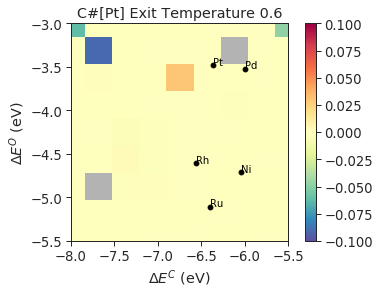 C#[Pt] Exit Temperature 0.6
−3.0
−3.5
−4.0
−4.5
−5.0
−5.5
ΔE^O (eV)
Pt
Pd
Rh
Ni
Ru
−8.0 −7.5 −7.0 −6.5 −6.0 −5.5
ΔE^C (eV)
0.100
0.075
0.050
0.025
0.000
−0.025
−0.050
−0.075
−0.100